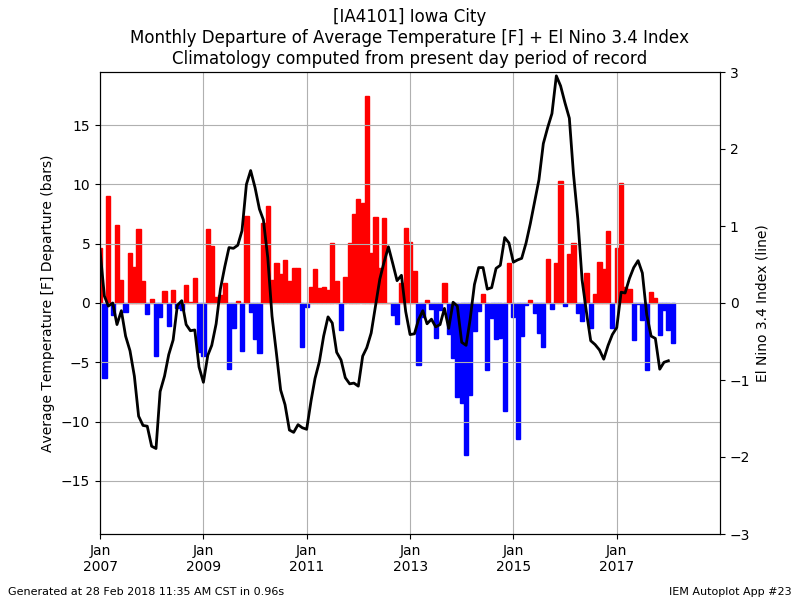 [IA4101] Iowa City
Monthly Departure of Average Temperature [F] + El Nino 3.4 Index
Climatology computed from present day period of record
Average Temperature [F] Departure (bars)
15
10
5
0
−5
−10
−15
3
2
1
0
−1
−2
−3
El Nino 3.4 Index (line)
Jan
2007
Jan
2009
Jan
2011
Jan
2013
Jan
2015
Jan
2017
Generated at 28 Feb 2018 11:35 AM CST in 0.96s
IEM Autoplot App #23